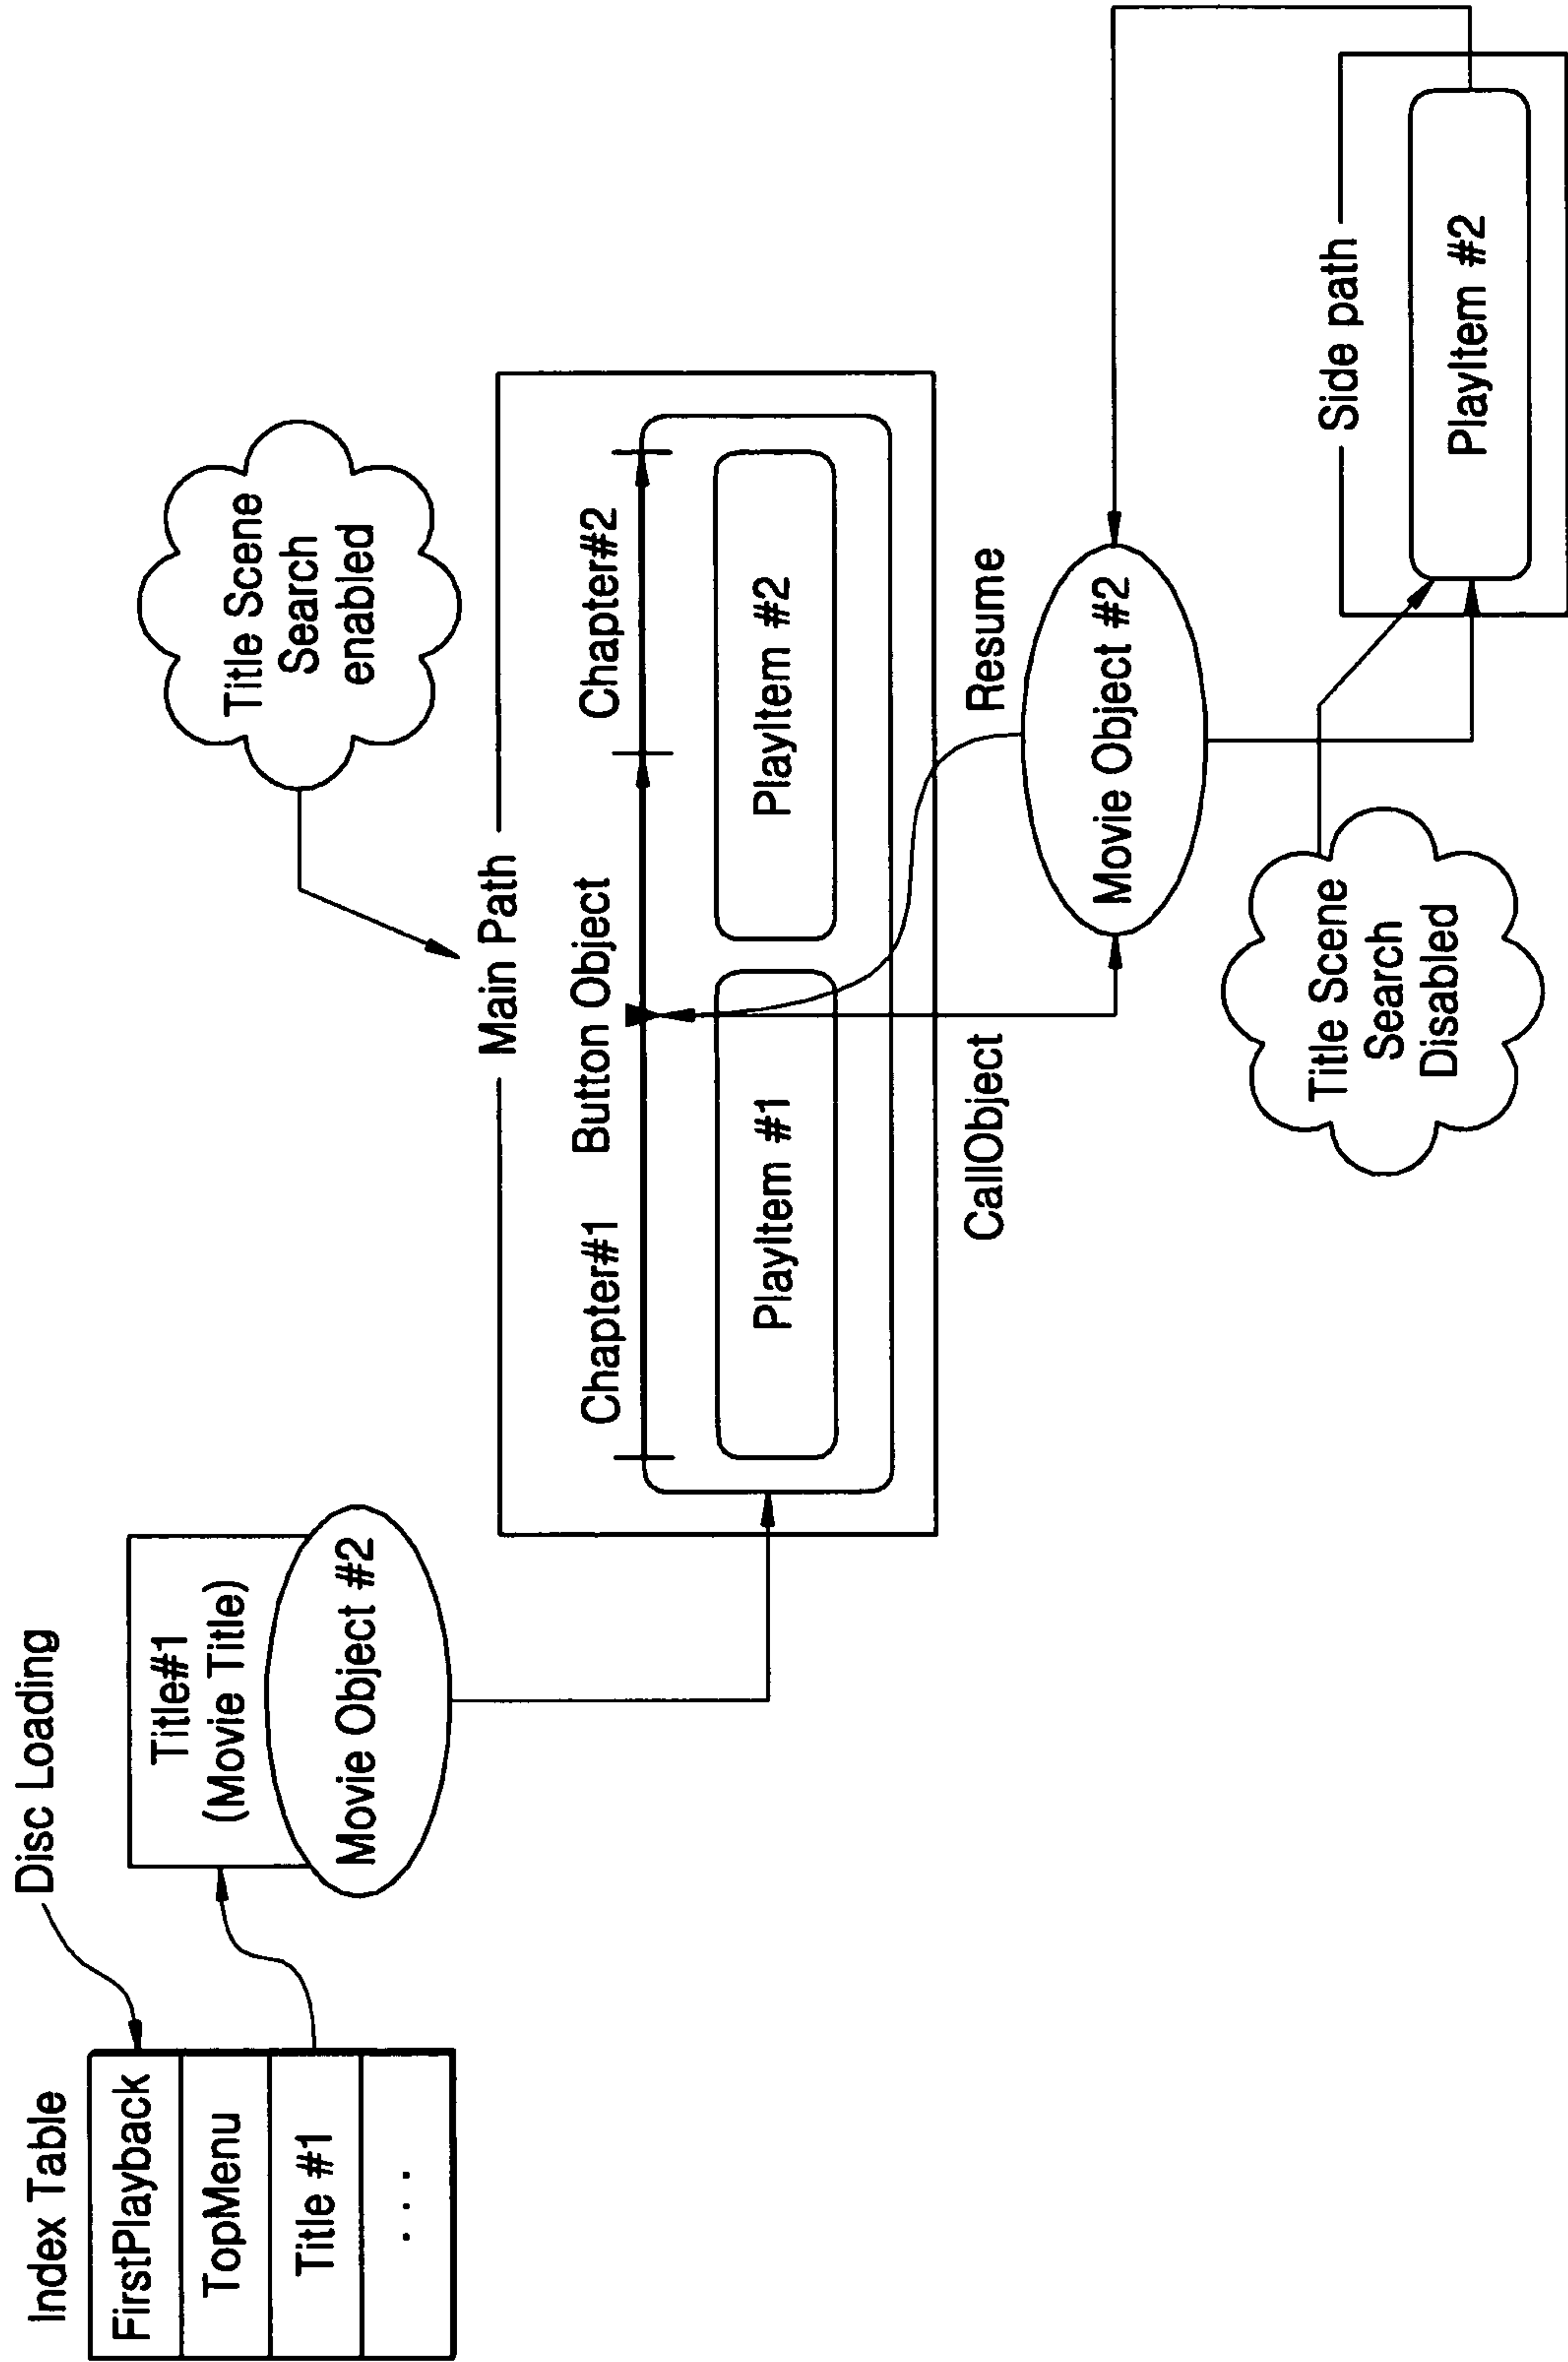 Disc Loading
Index Table
FirstPlayback
TopMenu
Title #1
. . .
Title#1
(Movie Title)
Movie Object #2
Title Scene
Search
enabled
Main Path
Chapter#1
Button Object
Chapter#2
PlayItem #1
PlayItem #2
CallObject
Resume
Movie Object #2
Title Scene
Search
Disabled
Side path
PlayItem #2